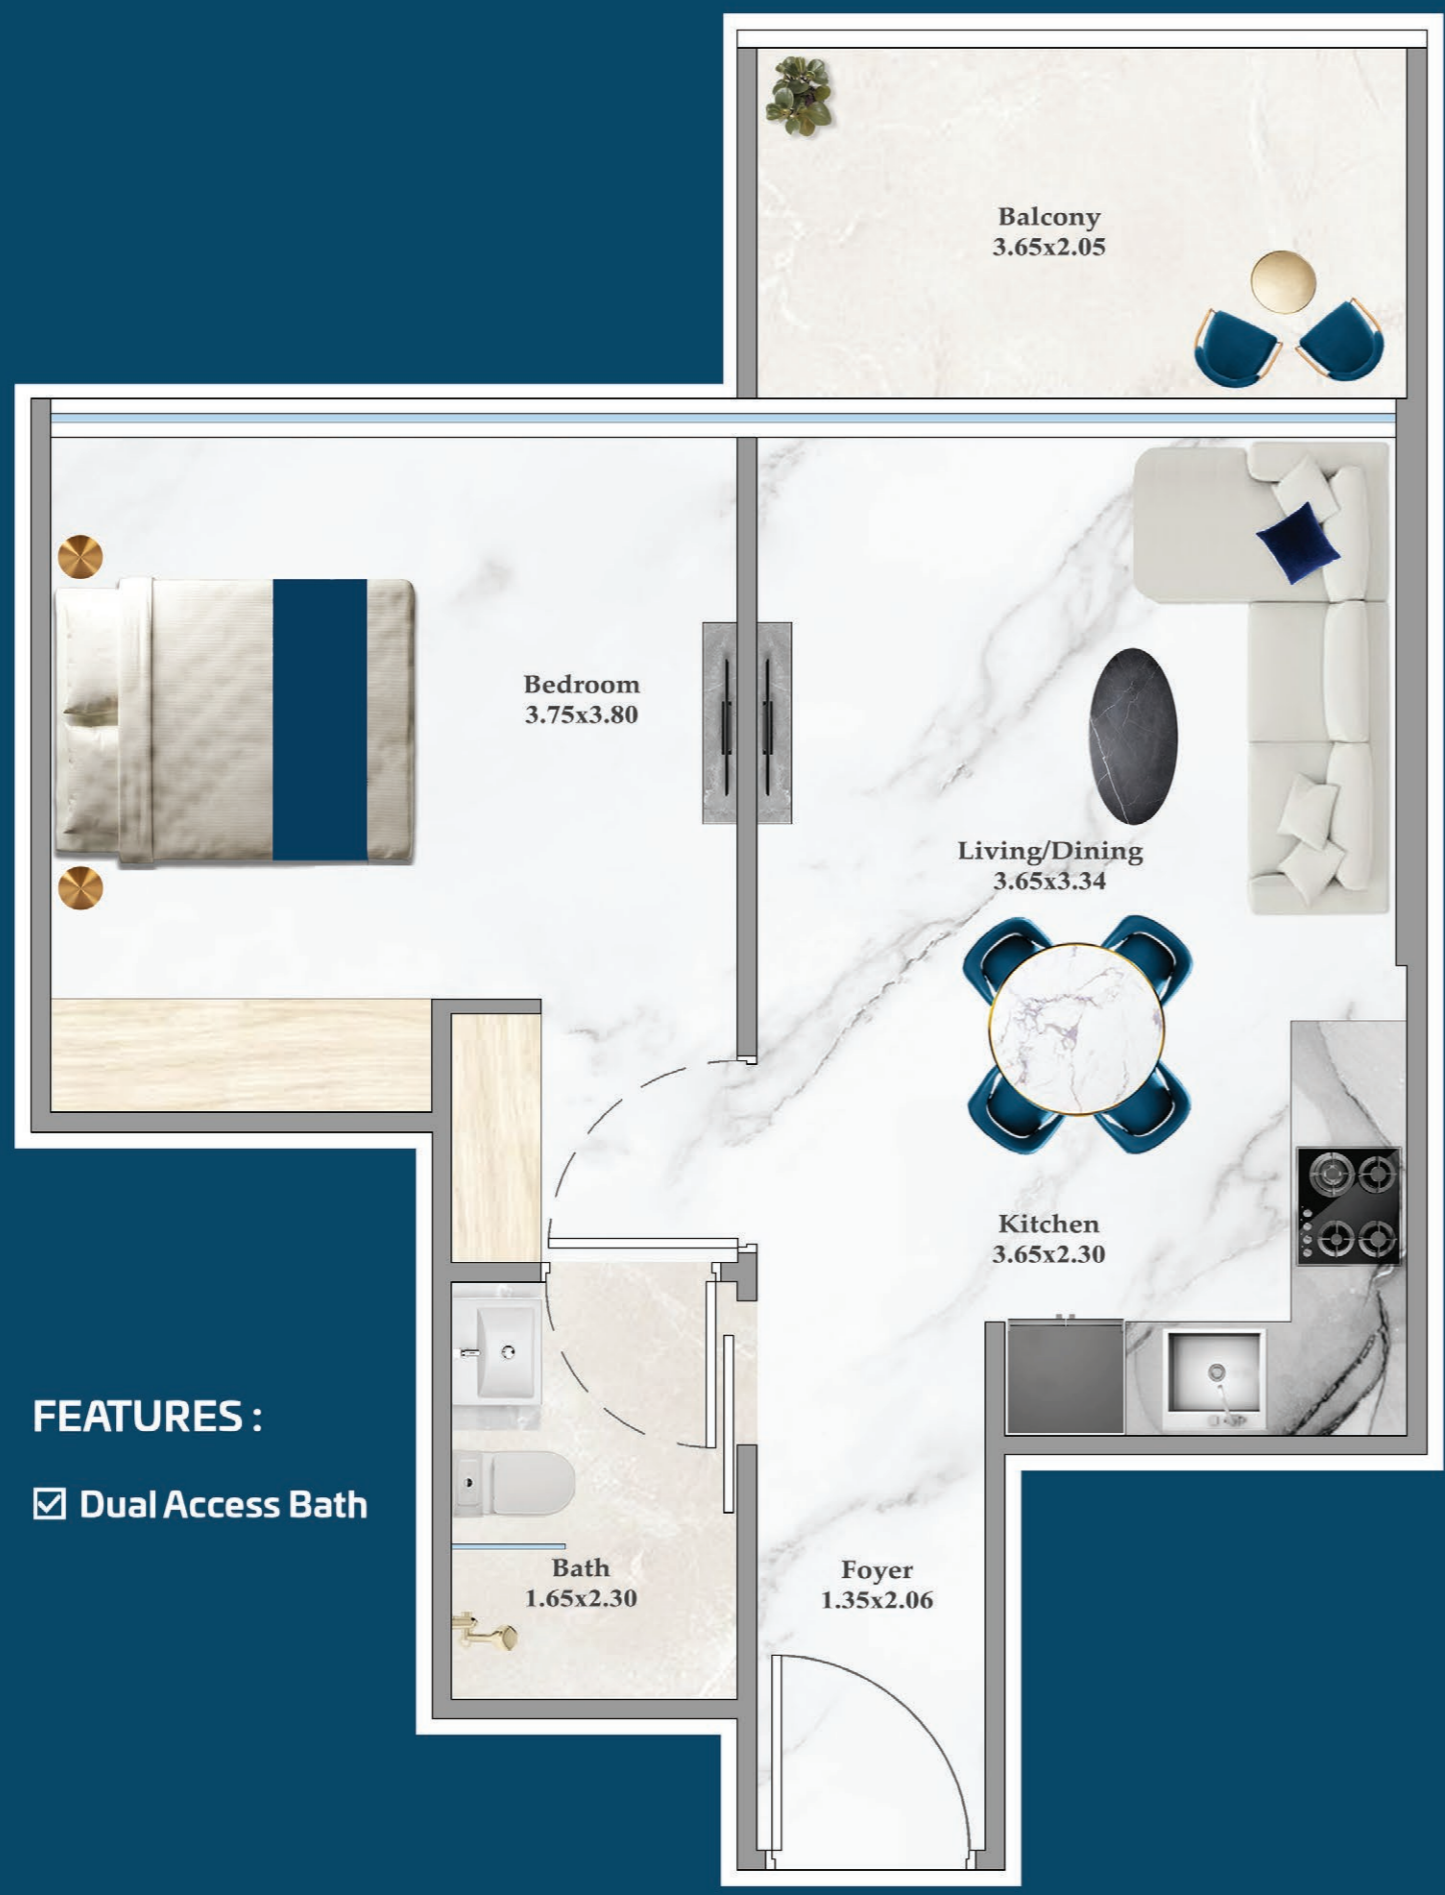 Balcony
3.65x2.05
Bedroom
3.75x3.80
Living/Dining
3.65x3.34
Kitchen
3.65x2.30
FEATURES :
Dual Access Bath
Bath
1.65x2.30
Foyer
1.35x2.06